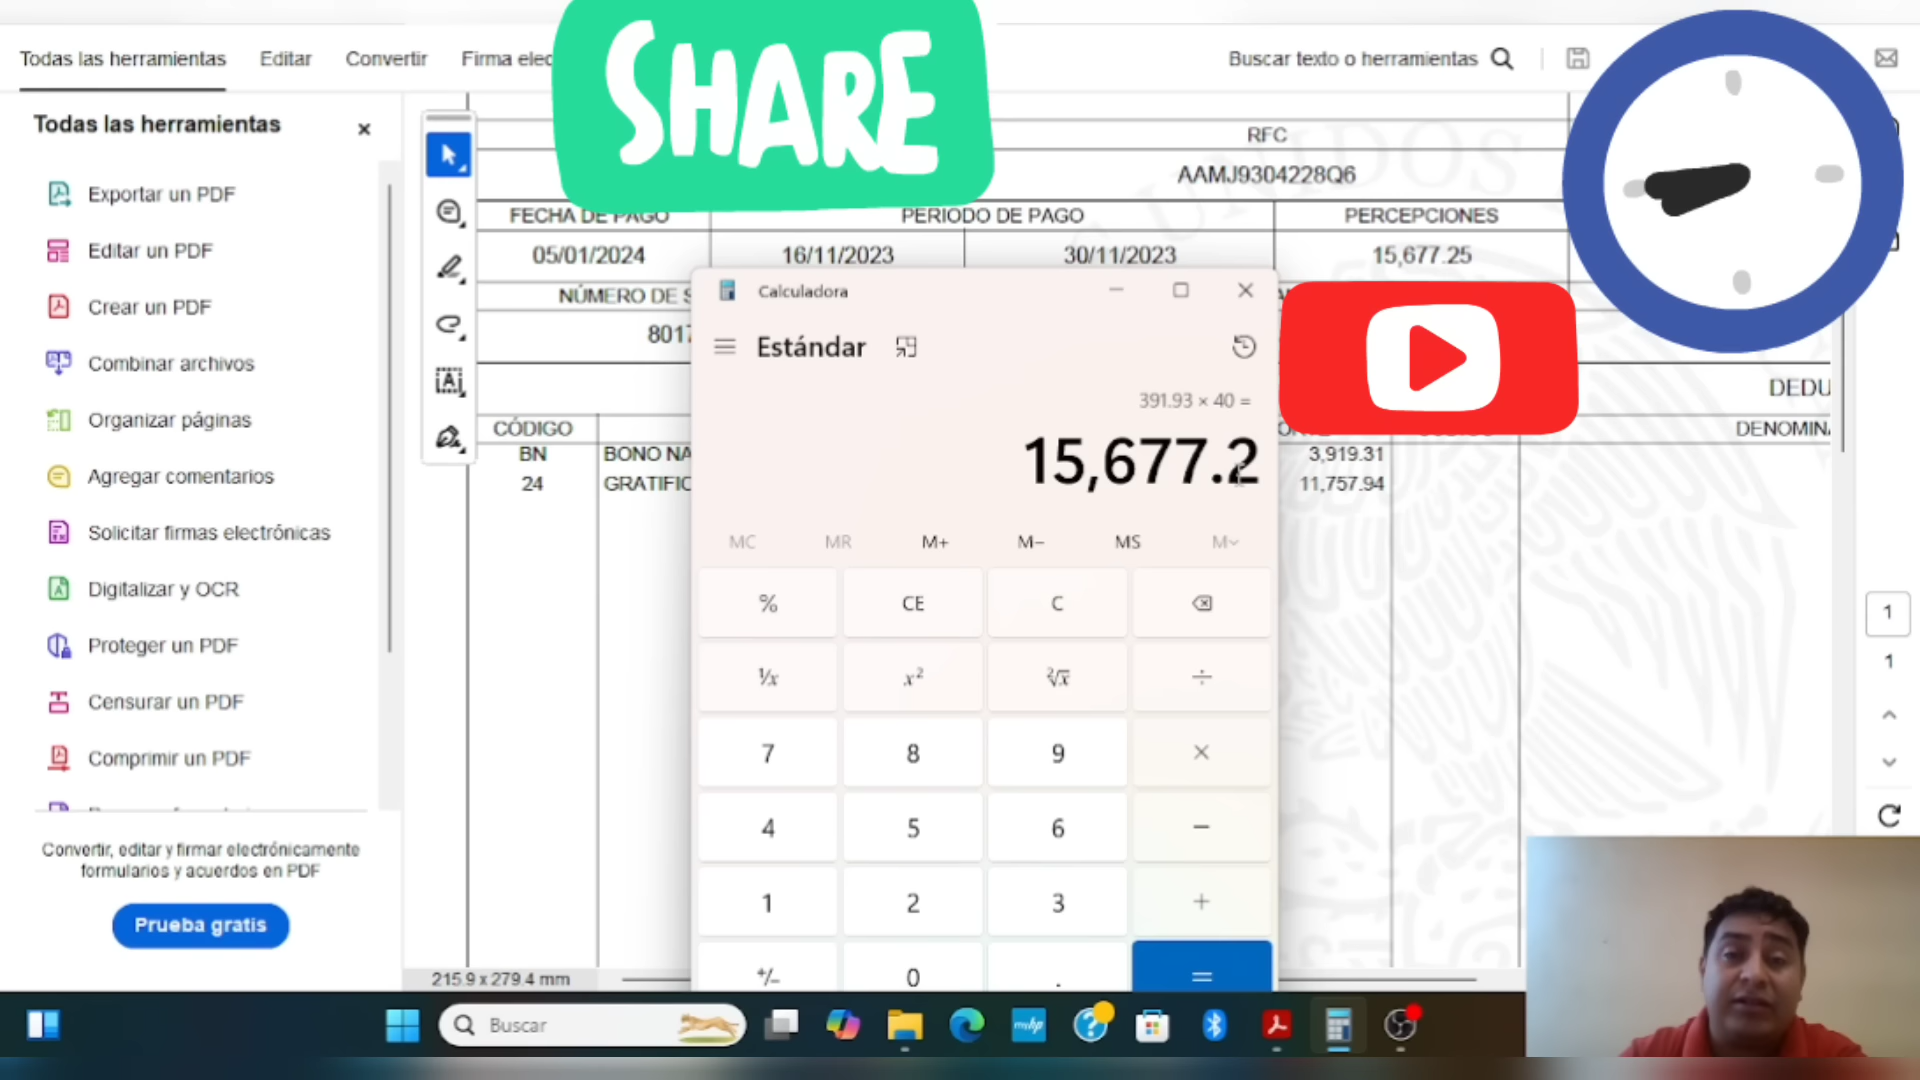 SHARE
Todas las herramientas Editar Convertir Firma elec Buscar texto o herramientas
Todas las herramientas
Exportar un PDF
Editar un PDF
Crear un PDF
Combinar archivos
Organizar páginas
Agregar comentarios
Solicitar firmas electrónicas
Digitalizar y OCR
Proteger un PDF
Censurar un PDF
Comprimir un PDF
Convertir, editar y firmar electrónicamente
formularios y acuerdos en PDF
Prueba gratis
UNIDOS
RFC
AAMJ9304228Q6
FECHA DE PAGO PERIODO DE PAGO PERCEPCIONES
05/01/2024 16/11/2023 30/11/2023 15,677.25
NÚMERO DE S
8017
DEDU
CÓDIGO DENOMIN
BN BONO NA 3,919.31
24 GRATIFIC 11,757.94
215.9 x 279.4 mm
Calculadora
Estándar
391.93 × 40 =
15,677.2
MC MR M+ M− MS M
% CE C
1/x x² ²√x ÷
7 8 9 ×
4 5 6 −
1 2 3 +
+/− 0 . =
1
1
Buscar
myhp